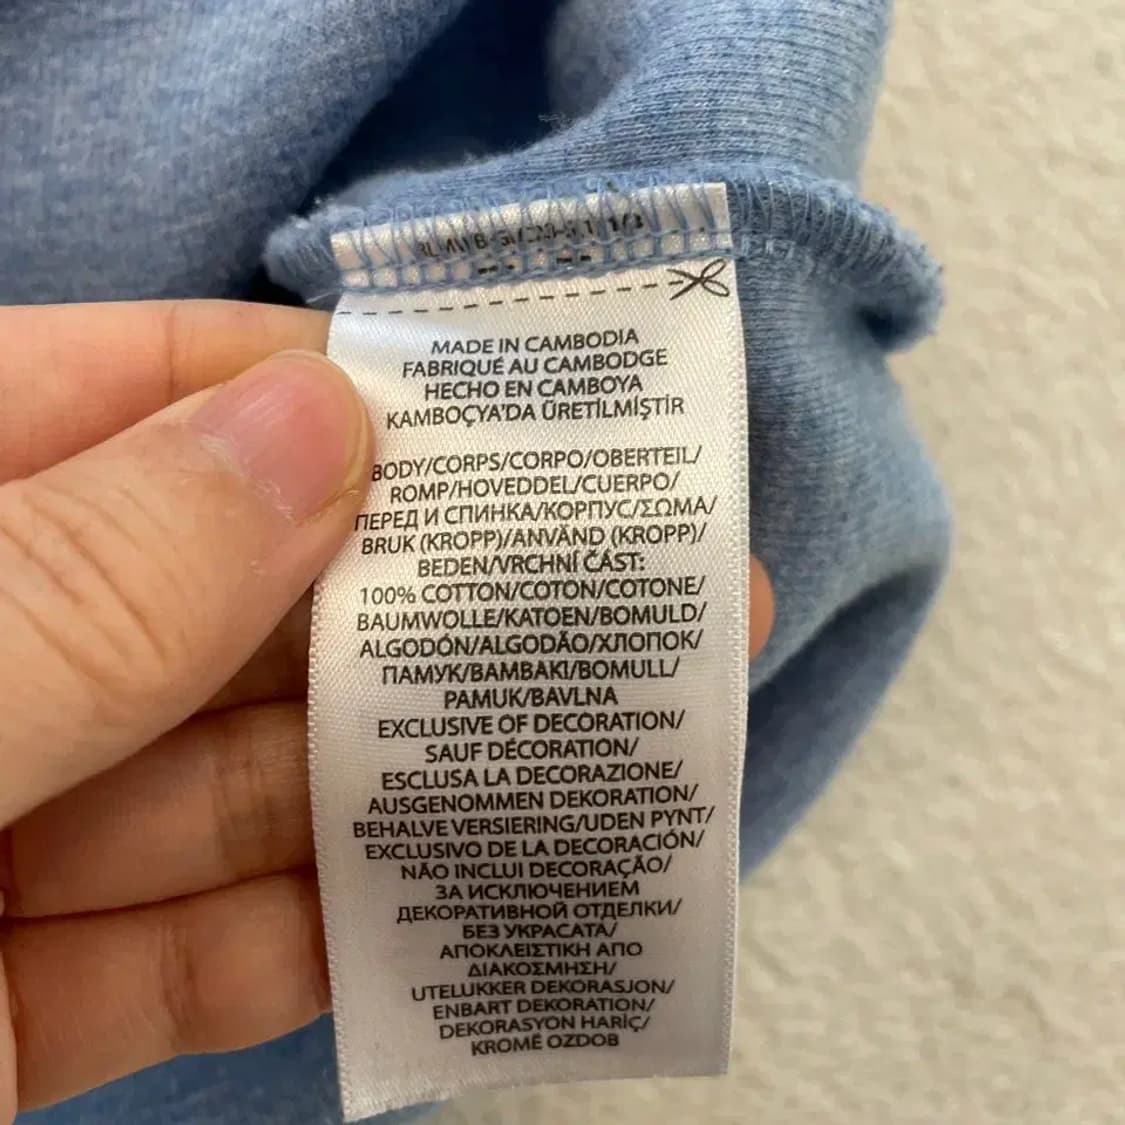 MADE IN CAMBODIA
FABRIQUÉ AU CAMBODGE
HECHO EN CAMBOYA
KAMBOÇYA'DA ÜRETİLMİŞTİR
BODY/CORPS/CORPO/OBERTEIL/
ROMP/HOVEDDEL/CUERPO/
ПЕРЕД И СПИНКА/КОРПУС/ΣΩΜΑ/
BRUK (KROPP)/ANVÄND (KROPP)/
BEDEN/VRCHNÍ ČÁST:
100% COTTON/COTON/COTONE/
BAUMWOLLE/KATOEN/BOMULD/
ALGODÓN/ALGODÃO/ХЛОПОК/
ПАМУК/ΒΑΜΒΑΚΙ/BOMULL/
PAMUK/BAVLNA
EXCLUSIVE OF DECORATION/
SAUF DÉCORATION/
ESCLUSA LA DECORAZIONE/
AUSGENOMMEN DEKORATION/
BEHALVE VERSIERING/UDEN PYNT/
EXCLUSIVO DE LA DECORACIÓN/
NÃO INCLUI DECORAÇÃO/
ЗА ИСКЛЮЧЕНИЕМ
ДЕКОРАТИВНОЙ ОТДЕЛКИ/
БЕЗ УКРАСАТА/
ΑΠΟΚΛΕΙΣΤΙΚΗ ΑΠΟ
ΔΙΑΚΟΣΜΗΣΗ/
UTELUKKER DEKORASJON/
ENBART DEKORATION/
DEKORASYON HARİÇ/
KROMĚ OZDOB